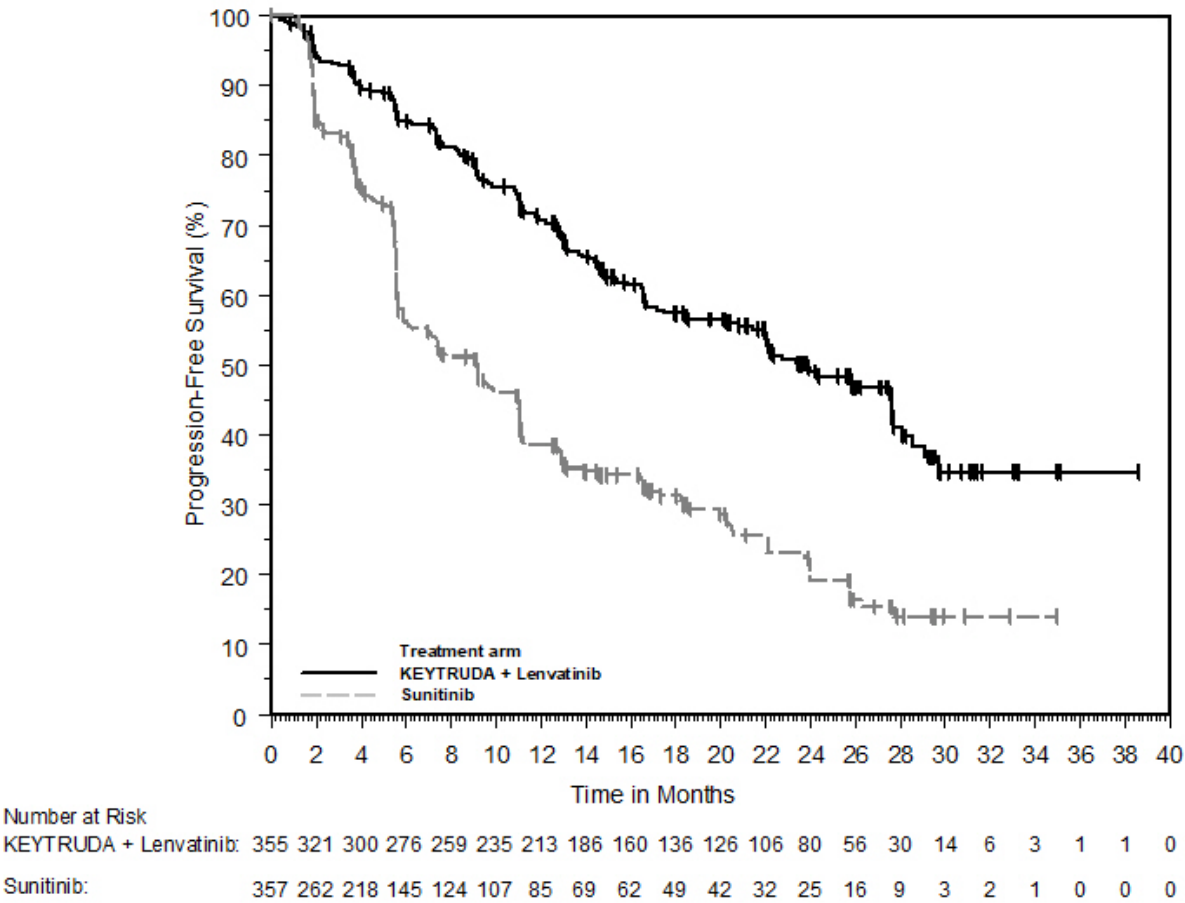 100
90
80
70
60
50
40
30
20
10
0
Progression-Free Survival (%)
Treatment arm
KEYTRUDA + Lenvatinib
Sunitinib
0 2 4 6 8 10 12 14 16 18 20 22 24 26 28 30 32 34 36 38 40
Time in Months
Number at Risk
KEYTRUDA + Lenvatinib: 355 321 300 276 259 235 213 186 160 136 126 106 80 56 30 14 6 3 1 1 0
Sunitinib: 357 262 218 145 124 107 85 69 62 49 42 32 25 16 9 3 2 1 0 0 0